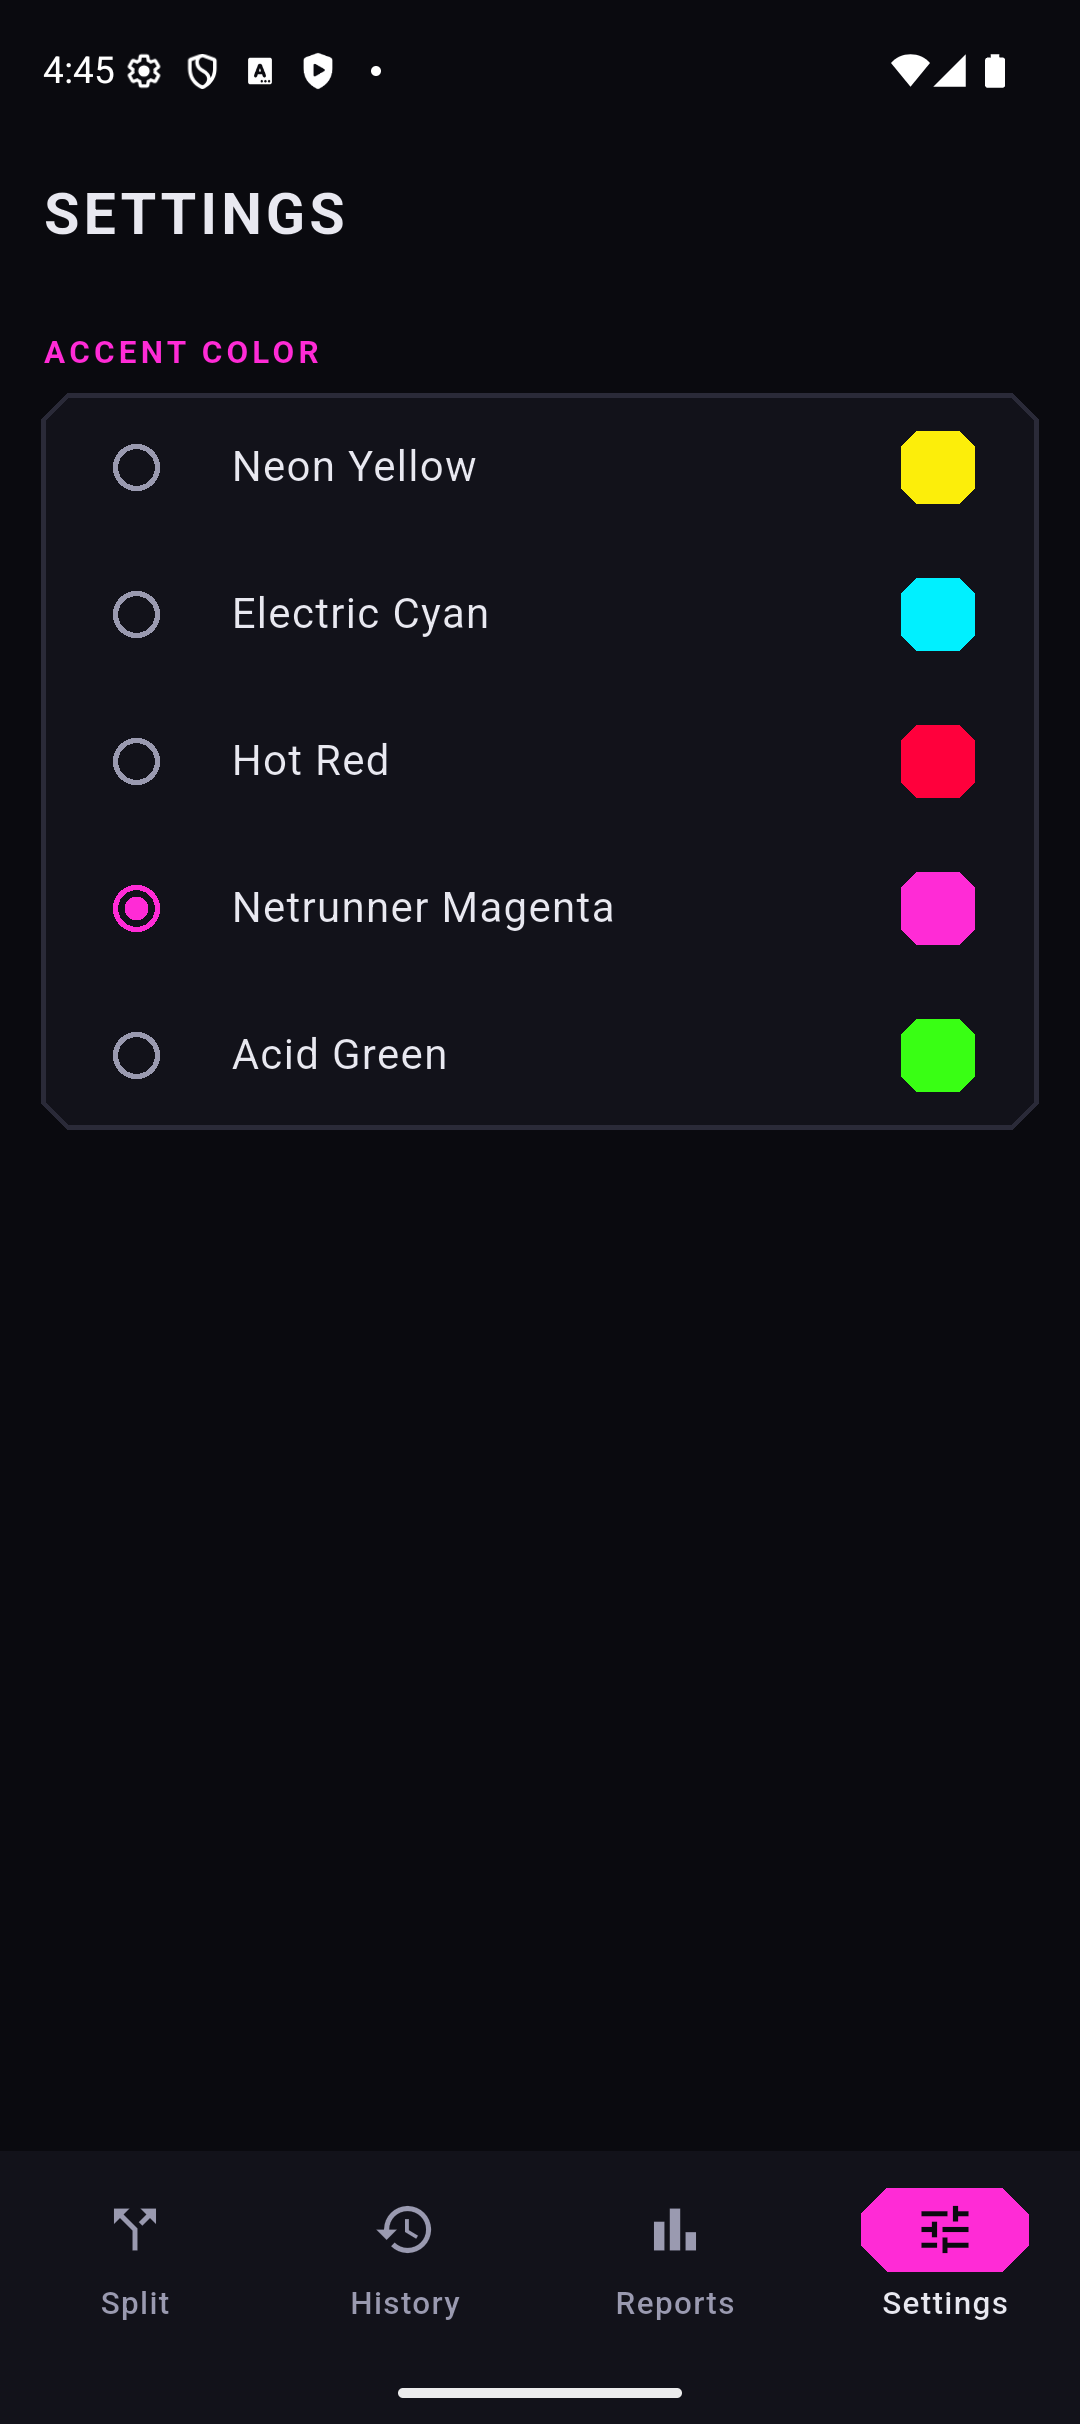 4:45
SETTINGS
ACCENT COLOR
Neon Yellow
Electric Cyan
Hot Red
Netrunner Magenta
Acid Green
Split
History
Reports
Settings